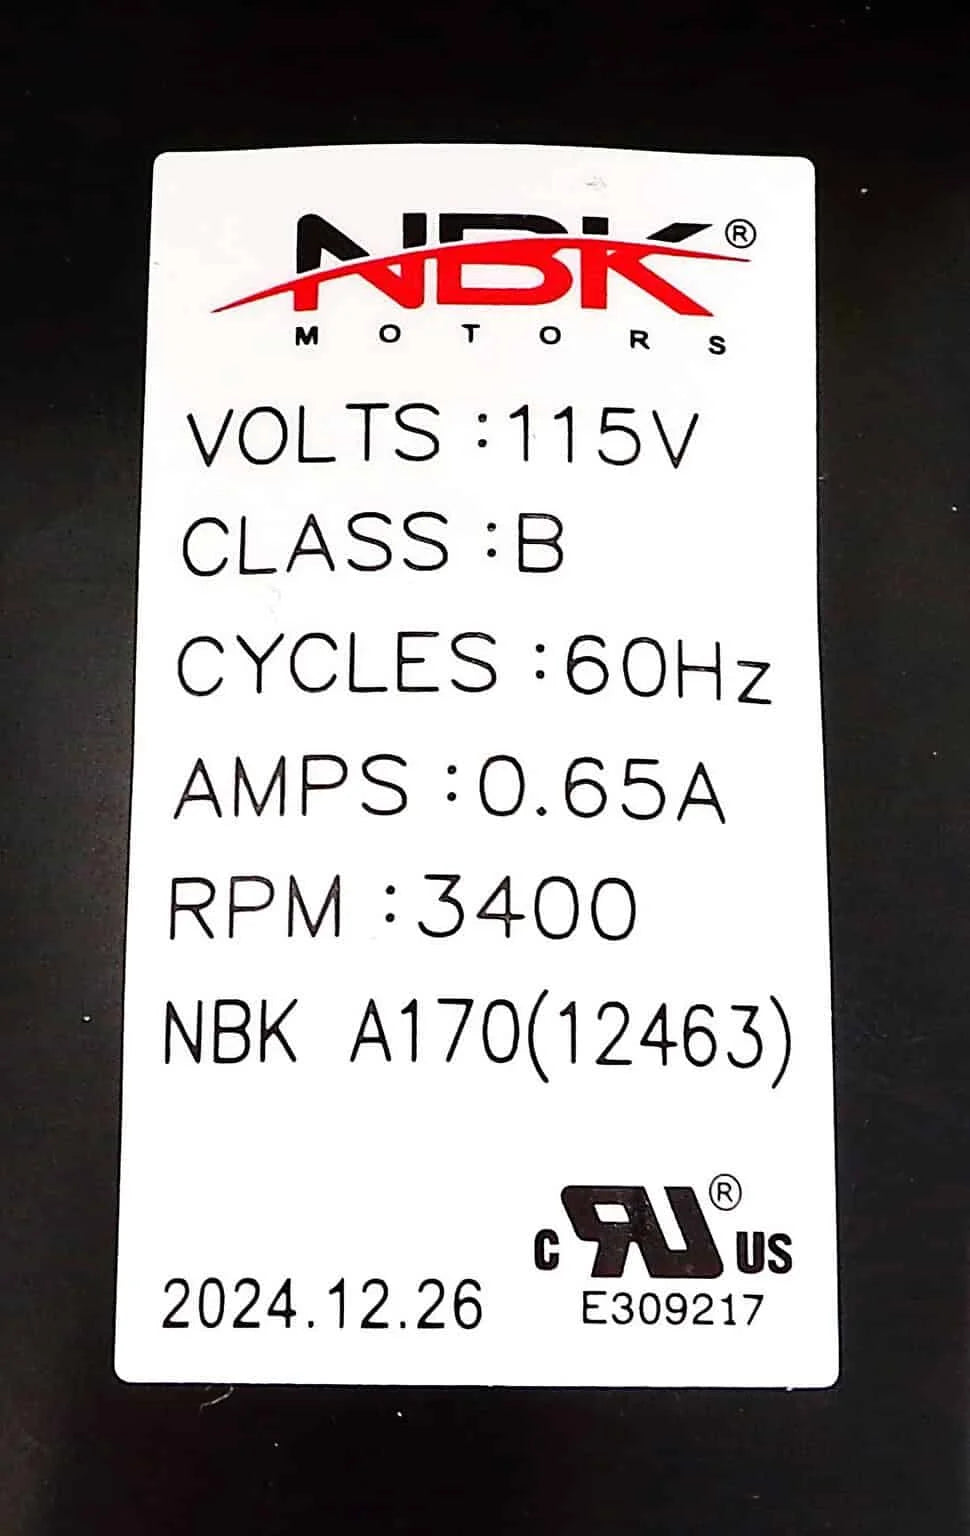 NBK®
MOTORS
VOLTS :115V
CLASS :B
CYCLES :60Hz
AMPS :0.65A
RPM :3400
NBK A170(12463)
c RU® US
2024.12.26 E309217